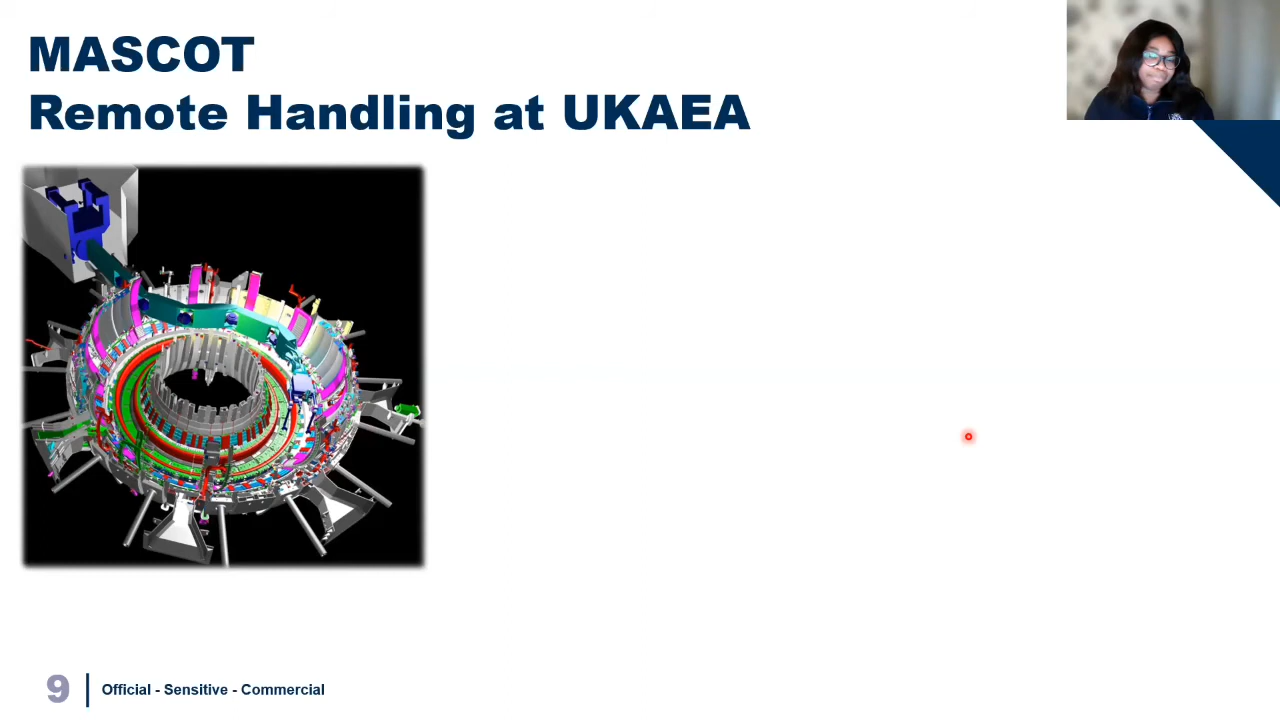 MASCOT
Remote Handling at UKAEA
9
Official - Sensitive - Commercial